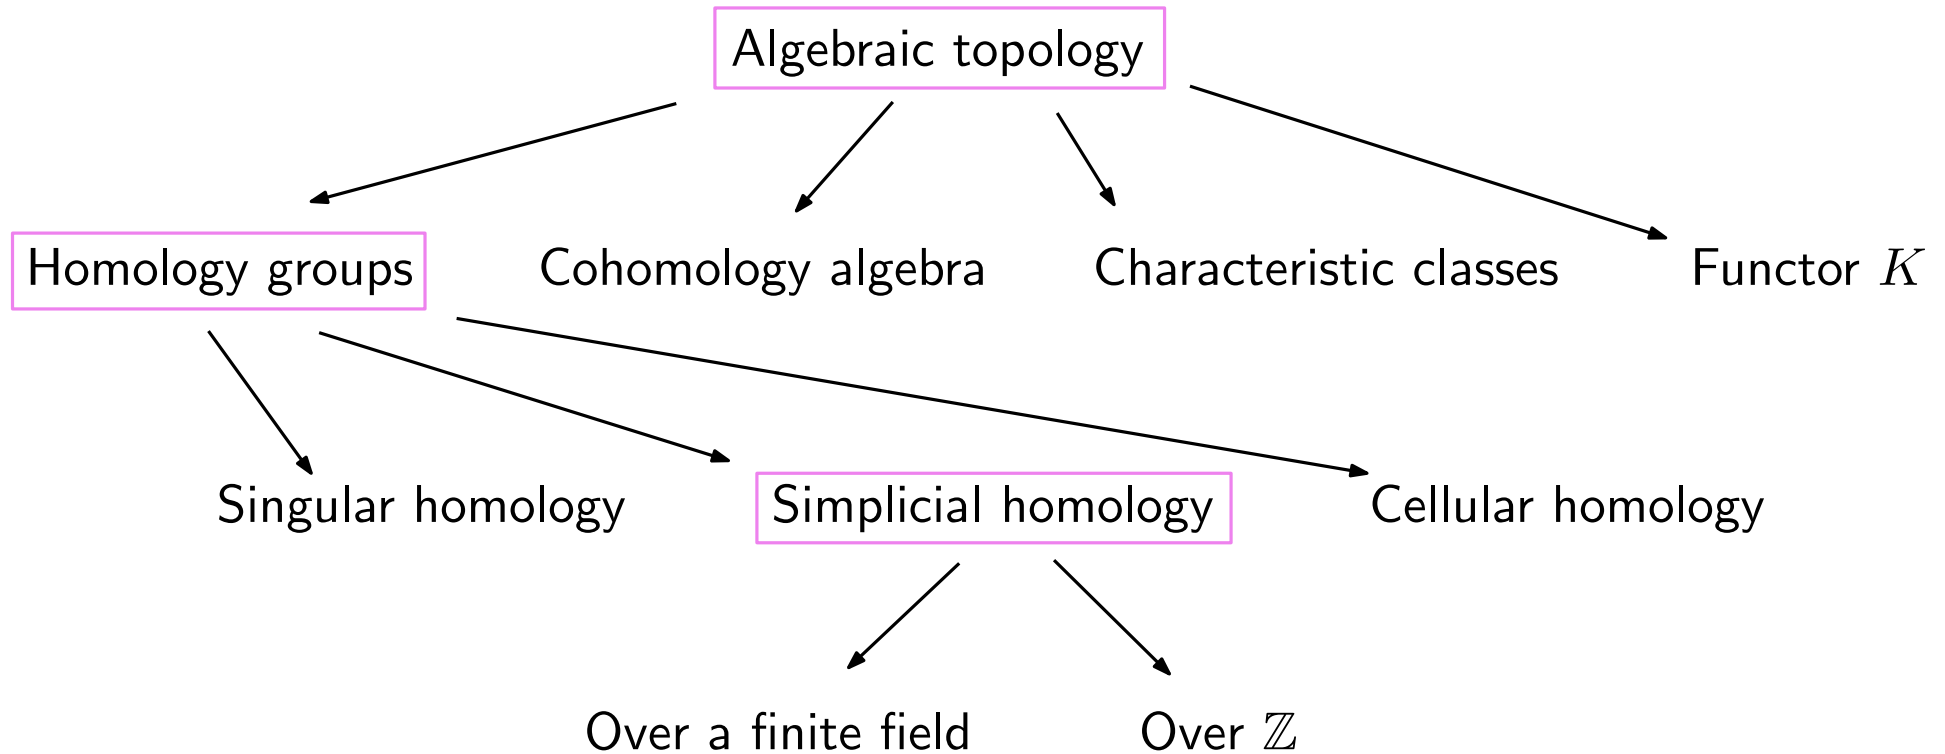 Algebraic topology
Homology groups
Cohomology algebra
Characteristic classes
Functor K
Singular homology
Simplicial homology
Cellular homology
Over a finite field
Over ℤ